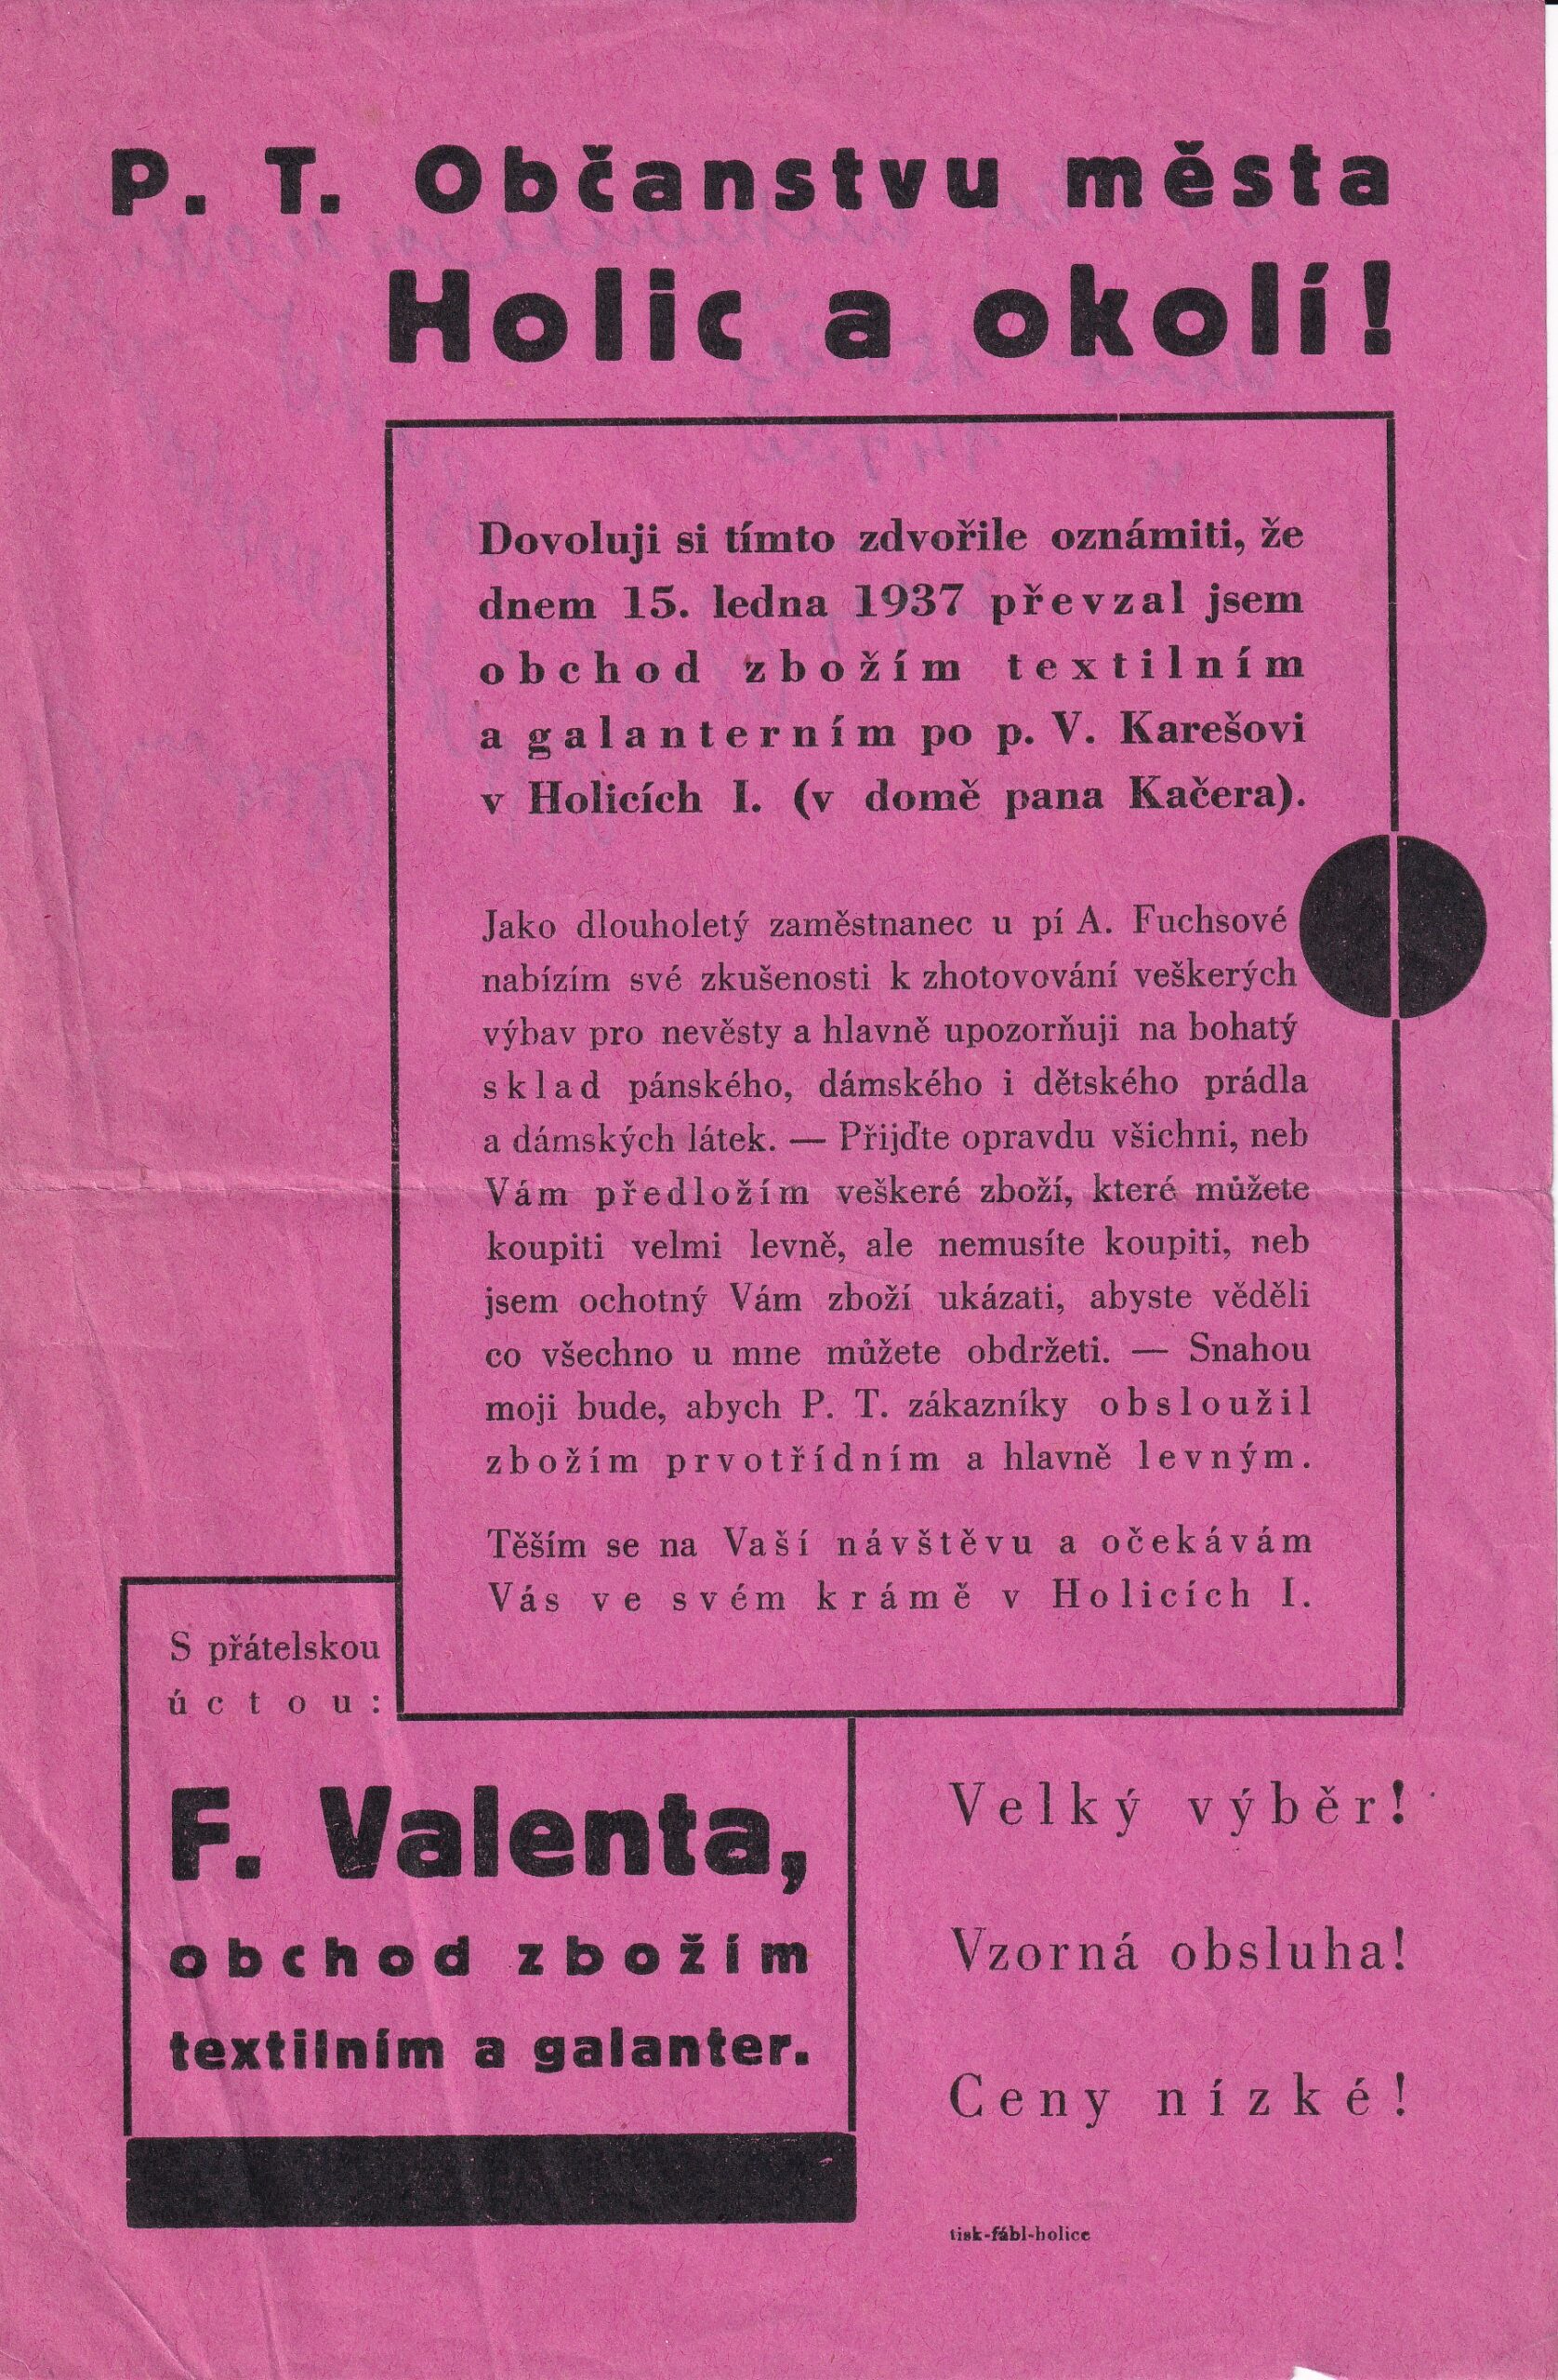 P. T. Občanstvu města
Holic a okolí!
Dovoluji si tímto zdvořile oznámiti, že
dnem 15. ledna 1937 převzal jsem
obchod zbožím textilním
a galanterním po p. V. Karešovi
v Holicích I. (v domě pana Kačera).
Jako dlouholetý zaměstnanec u pí A. Fuchsové
nabízím své zkušenosti k zhotovování veškerých
výbav pro nevěsty a hlavně upozorňuji na bohatý
sklad pánského, dámského i dětského prádla
a dámských látek. — Přijďte opravdu všichni, neb
Vám předložím veškeré zboží, které můžete
koupiti velmi levně, ale nemusíte koupiti, neb
jsem ochotný Vám zboží ukázati, abyste věděli
co všechno u mne můžete obdržeti. — Snahou
moji bude, abych P. T. zákazníky obsloužil
zbožím prvotřídním a hlavně levným.
Těším se na Vaší návštěvu a očekávám
Vás ve svém krámě v Holicích I.
S přátelskou
úctou:
F. Valenta,
obchod zbožím
textilním a galanter.
Velký výběr!
Vzorná obsluha!
Ceny nízké!
tisk-fábl-holice